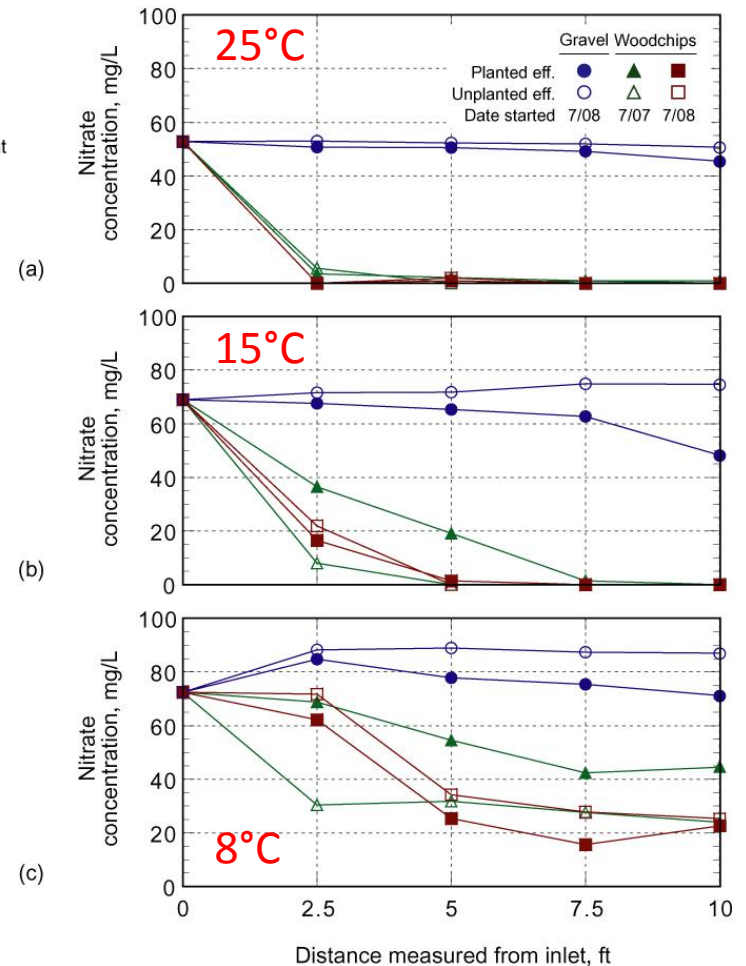 nt
(a)
Nitrate
concentration, mg/L
100
80
60
40
20
0
25°C
Gravel Woodchips
Planted eff.
Unplanted eff.
Date started 7/08 7/07 7/08
(b)
Nitrate
concentration, mg/L
100
80
60
40
20
0
15°C
(c)
Nitrate
concentration, mg/L
100
80
60
40
20
0
8°C
0 2.5 5 7.5 10
Distance measured from inlet, ft